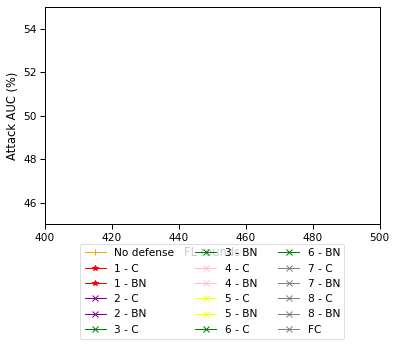 54
52
50
48
46
Attack AUC (%)
400 420 440 460 480 500
FL rounds
No defense
1 - C
1 - BN
2 - C
2 - BN
3 - C
3 - BN
4 - C
4 - BN
5 - C
5 - BN
6 - C
6 - BN
7 - C
7 - BN
8 - C
8 - BN
FC